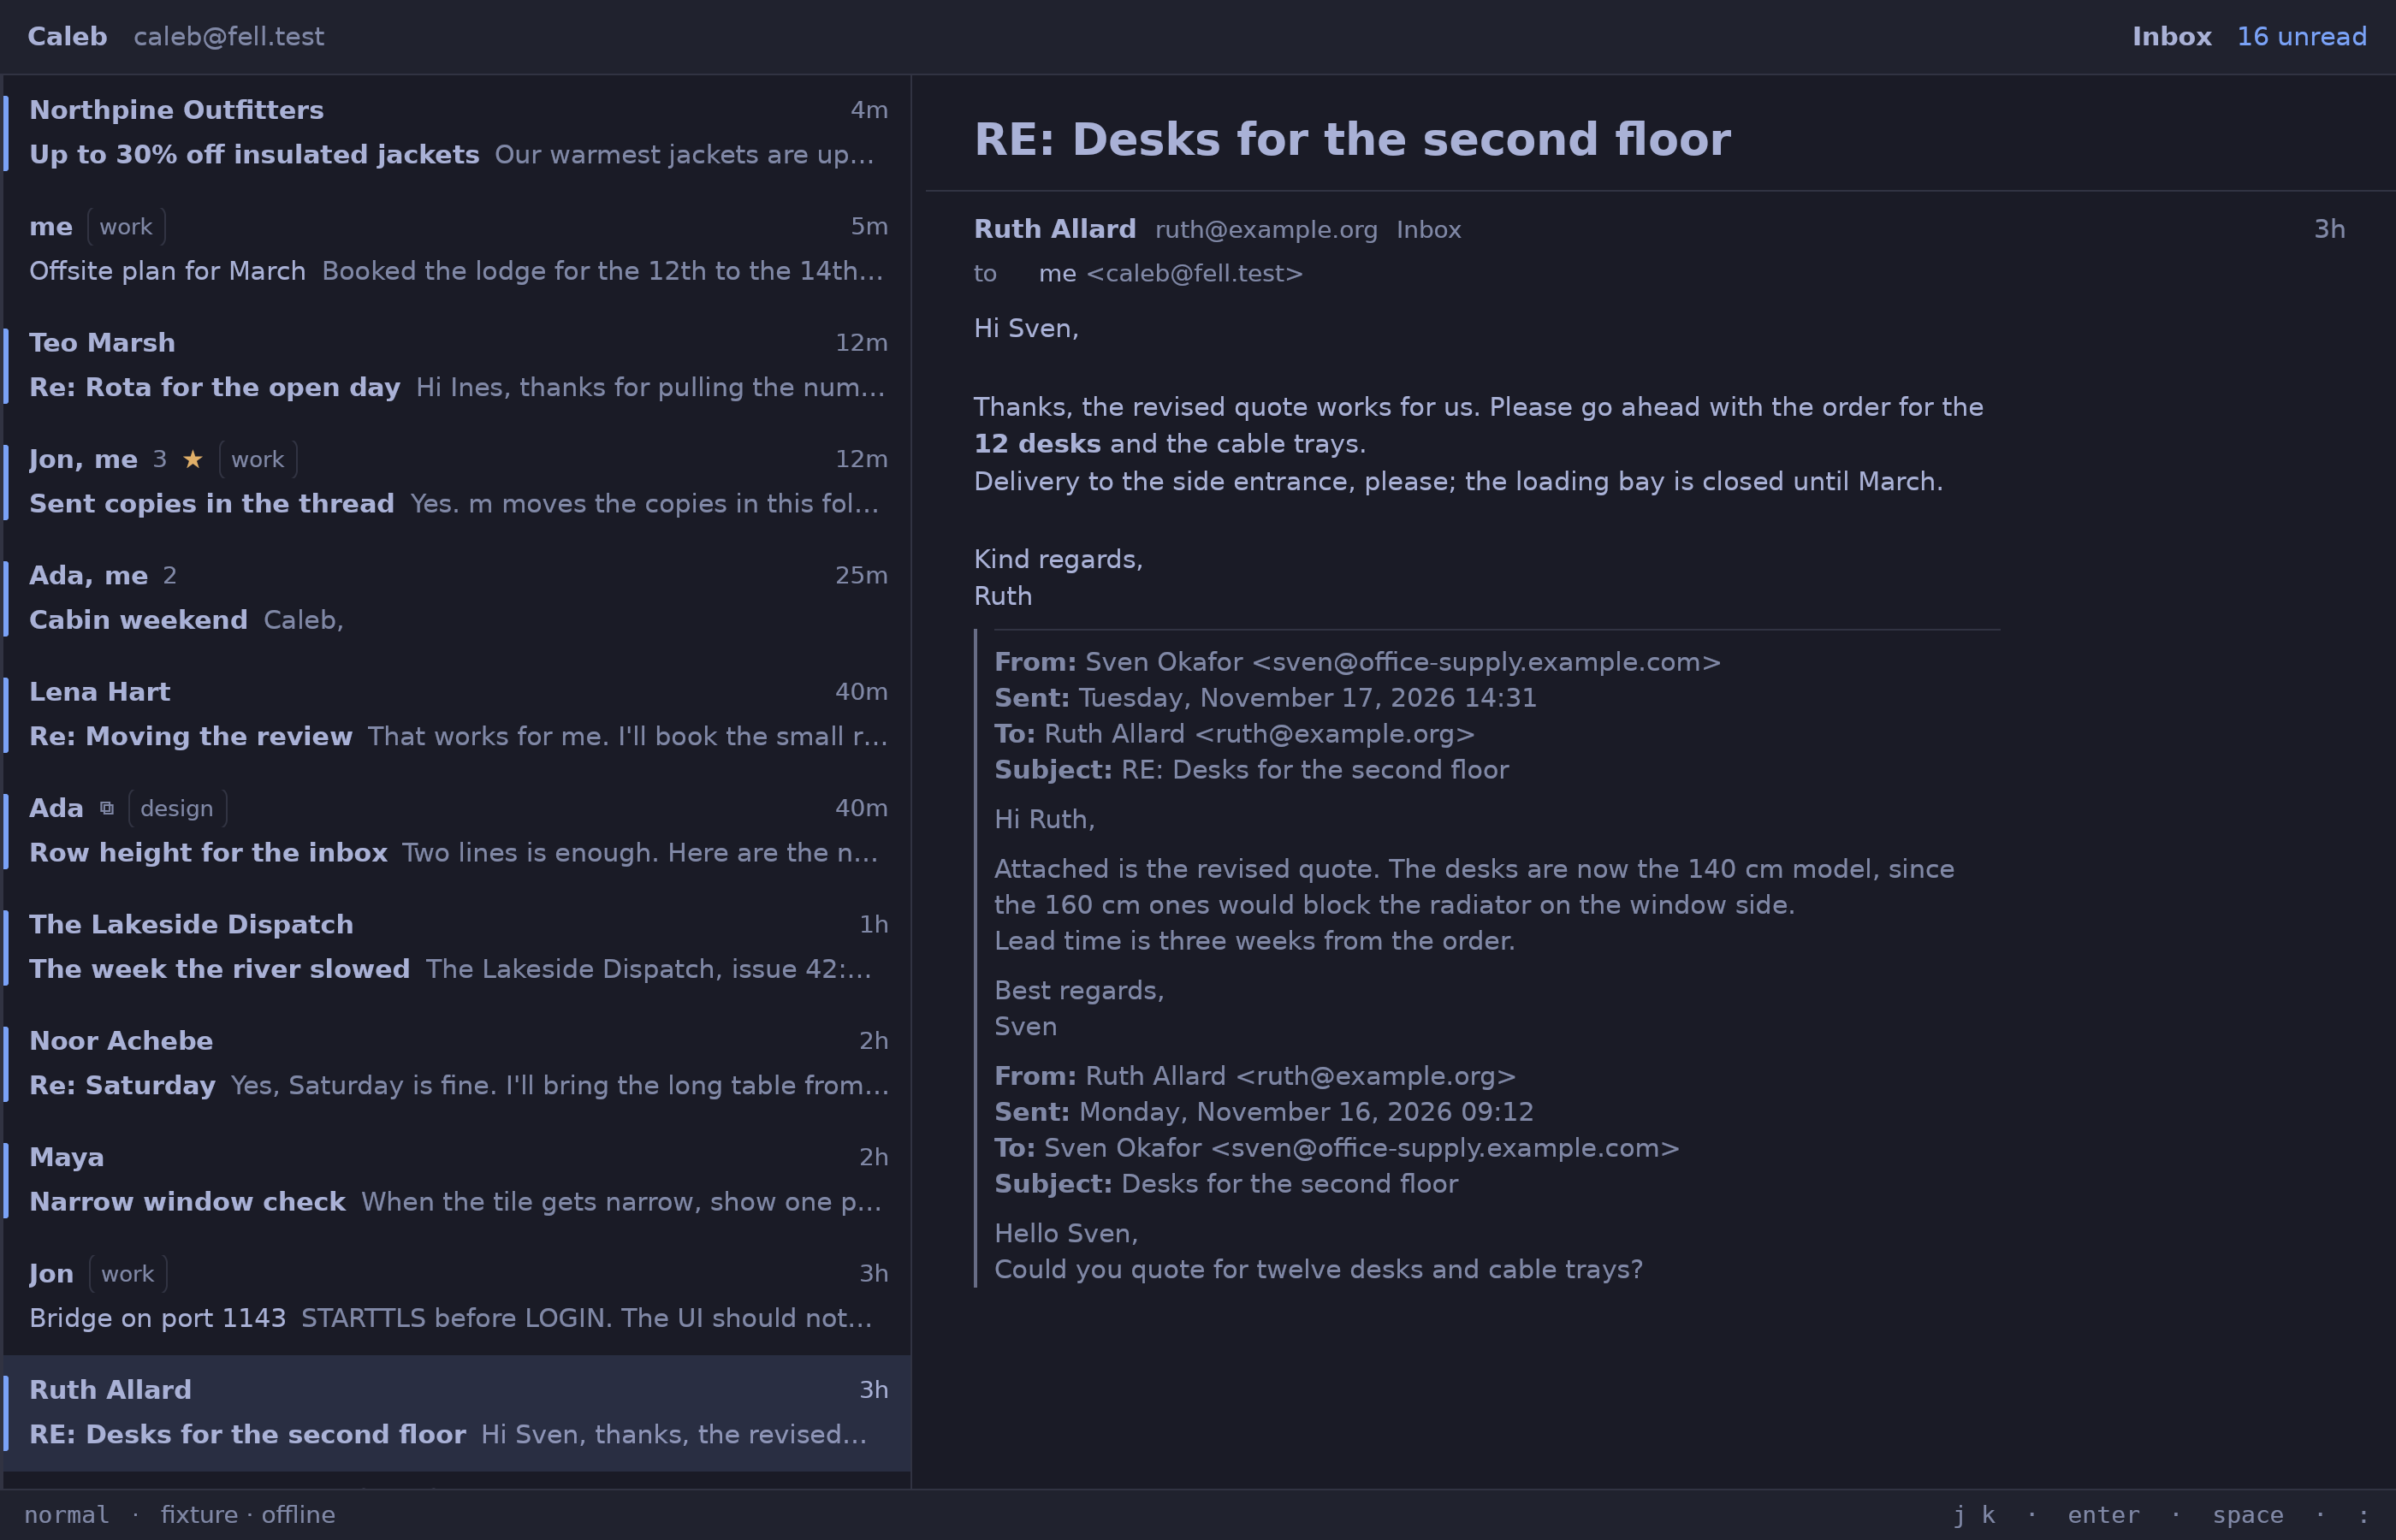 Caleb caleb@fell.test
Inbox 16 unread
Northpine Outfitters 4m
Up to 30% off insulated jackets Our warmest jackets are up…
me work 5m
Offsite plan for March Booked the lodge for the 12th to the 14th…
Teo Marsh 12m
Re: Rota for the open day Hi Ines, thanks for pulling the num…
Jon, me 3 ★ work 12m
Sent copies in the thread Yes. m moves the copies in this fol…
Ada, me 2 25m
Cabin weekend Caleb,
Lena Hart 40m
Re: Moving the review That works for me. I'll book the small r…
Ada design 40m
Row height for the inbox Two lines is enough. Here are the n…
The Lakeside Dispatch 1h
The week the river slowed The Lakeside Dispatch, issue 42:…
Noor Achebe 2h
Re: Saturday Yes, Saturday is fine. I'll bring the long table from…
Maya 2h
Narrow window check When the tile gets narrow, show one p…
Jon work 3h
Bridge on port 1143 STARTTLS before LOGIN. The UI should not…
Ruth Allard 3h
RE: Desks for the second floor Hi Sven, thanks, the revised…
RE: Desks for the second floor
Ruth Allard ruth@example.org Inbox 3h
to me <caleb@fell.test>
Hi Sven,
Thanks, the revised quote works for us. Please go ahead with the order for the
12 desks and the cable trays.
Delivery to the side entrance, please; the loading bay is closed until March.
Kind regards,
Ruth
From: Sven Okafor <sven@office-supply.example.com>
Sent: Tuesday, November 17, 2026 14:31
To: Ruth Allard <ruth@example.org>
Subject: RE: Desks for the second floor
Hi Ruth,
Attached is the revised quote. The desks are now the 140 cm model, since
the 160 cm ones would block the radiator on the window side.
Lead time is three weeks from the order.
Best regards,
Sven
From: Ruth Allard <ruth@example.org>
Sent: Monday, November 16, 2026 09:12
To: Sven Okafor <sven@office-supply.example.com>
Subject: Desks for the second floor
Hello Sven,
Could you quote for twelve desks and cable trays?
normal · fixture · offline
j k · enter · space · :